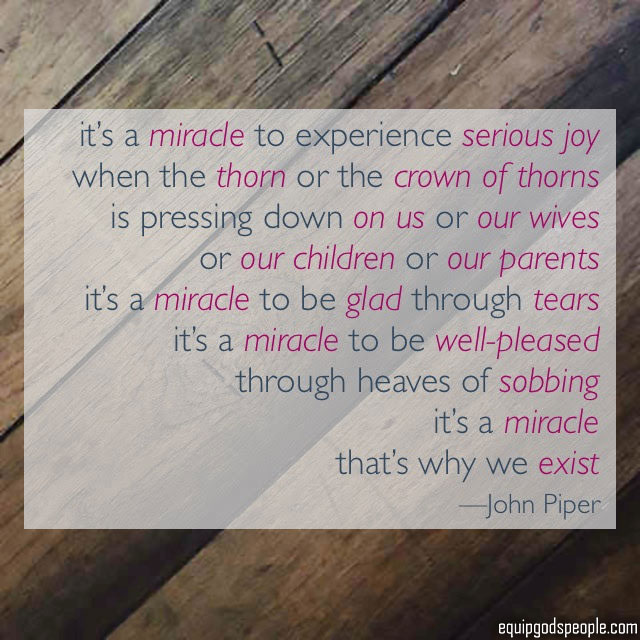 it's a miracle to experience serious joy
when the thorn or the crown of thorns
is pressing down on us or our wives
or our children or our parents
it's a miracle to be glad through tears
it's a miracle to be well-pleased
through heaves of sobbing
it's a miracle
that's why we exist
—John Piper
equipgodspeople.com